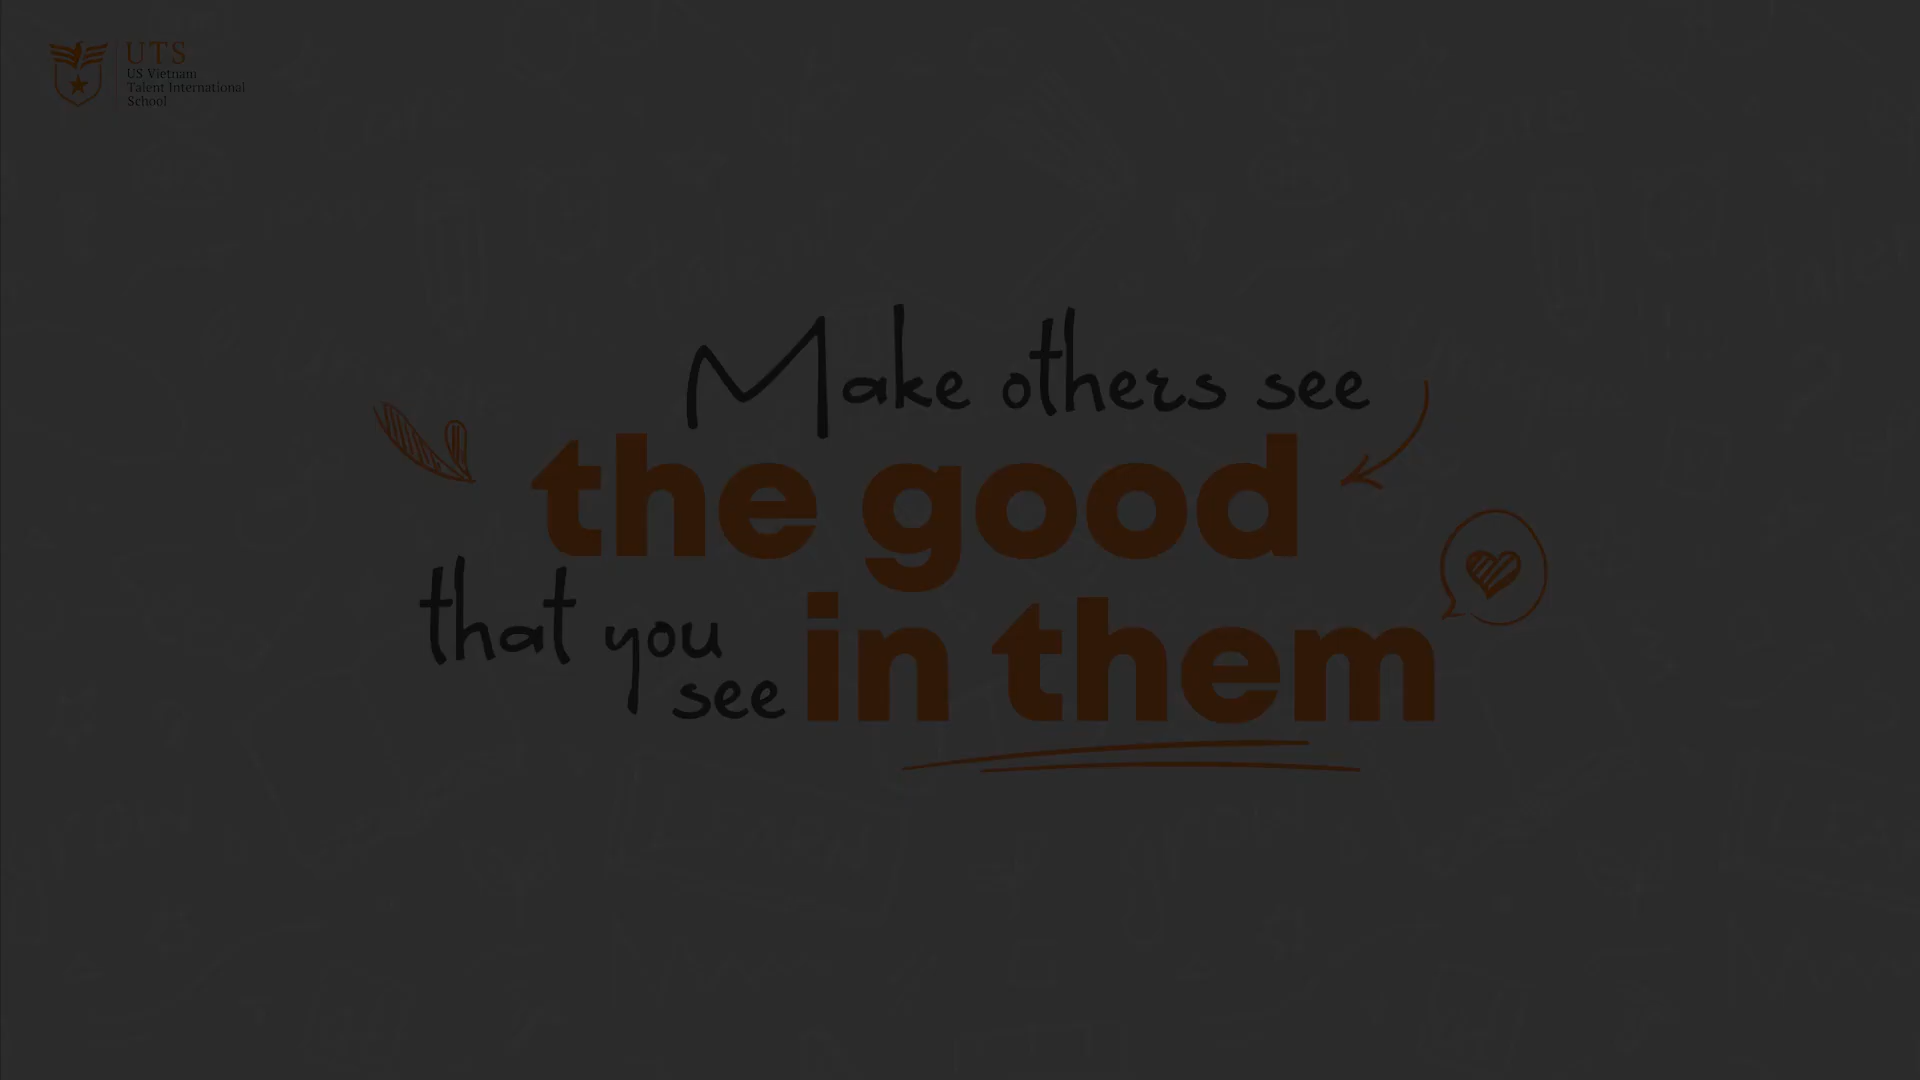 UTS
US Vietnam
Talent International
School
Make others see
the good
that you
see in them